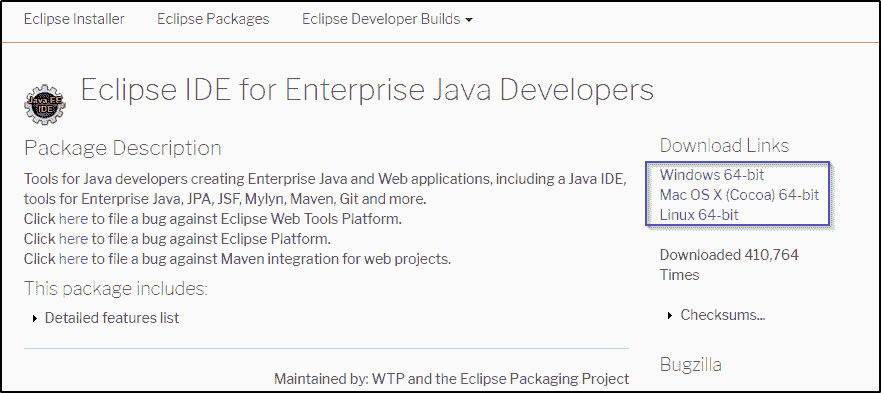 Eclipse Installer Eclipse Packages Eclipse Developer Builds
Java EE
IDE
Eclipse IDE for Enterprise Java Developers
Package Description
Tools for Java developers creating Enterprise Java and Web applications, including a Java IDE,
tools for Enterprise Java, JPA, JSF, Mylyn, Maven, Git and more.
Click here to file a bug against Eclipse Web Tools Platform.
Click here to file a bug against Eclipse Platform.
Click here to file a bug against Maven integration for web projects.
This package includes:
Detailed features list
Maintained by: WTP and the Eclipse Packaging Project
Download Links
Windows 64-bit
Mac OS X (Cocoa) 64-bit
Linux 64-bit
Downloaded 410,764
Times
Checksums...
Bugzilla